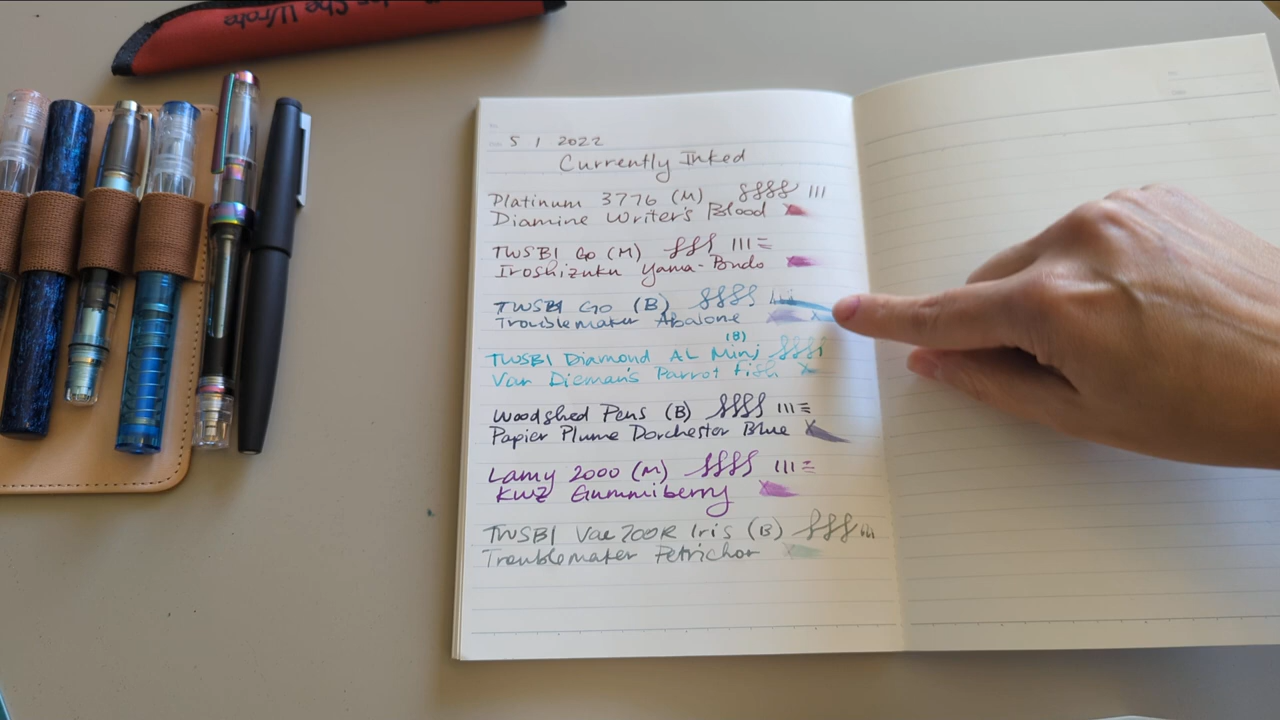 She Wrote
5 1 2022
Currently Inked
Platinum 3776 (M)
Diamine Writer's Blood
TWSBI Go (M)
Iroshizuku Yama-Budo
TWSBI Go (B)
Troublemaker Abalone
TWSBI Diamond AL Mini (B)
Van Dieman's Parrot Fish
Woodshed Pens (B)
Papier Plume Dorchester Blue
Lamy 2000 (M)
KWZ Gummiberry
TWSBI Vac 700R Iris (B)
Troublemaker Petrichor